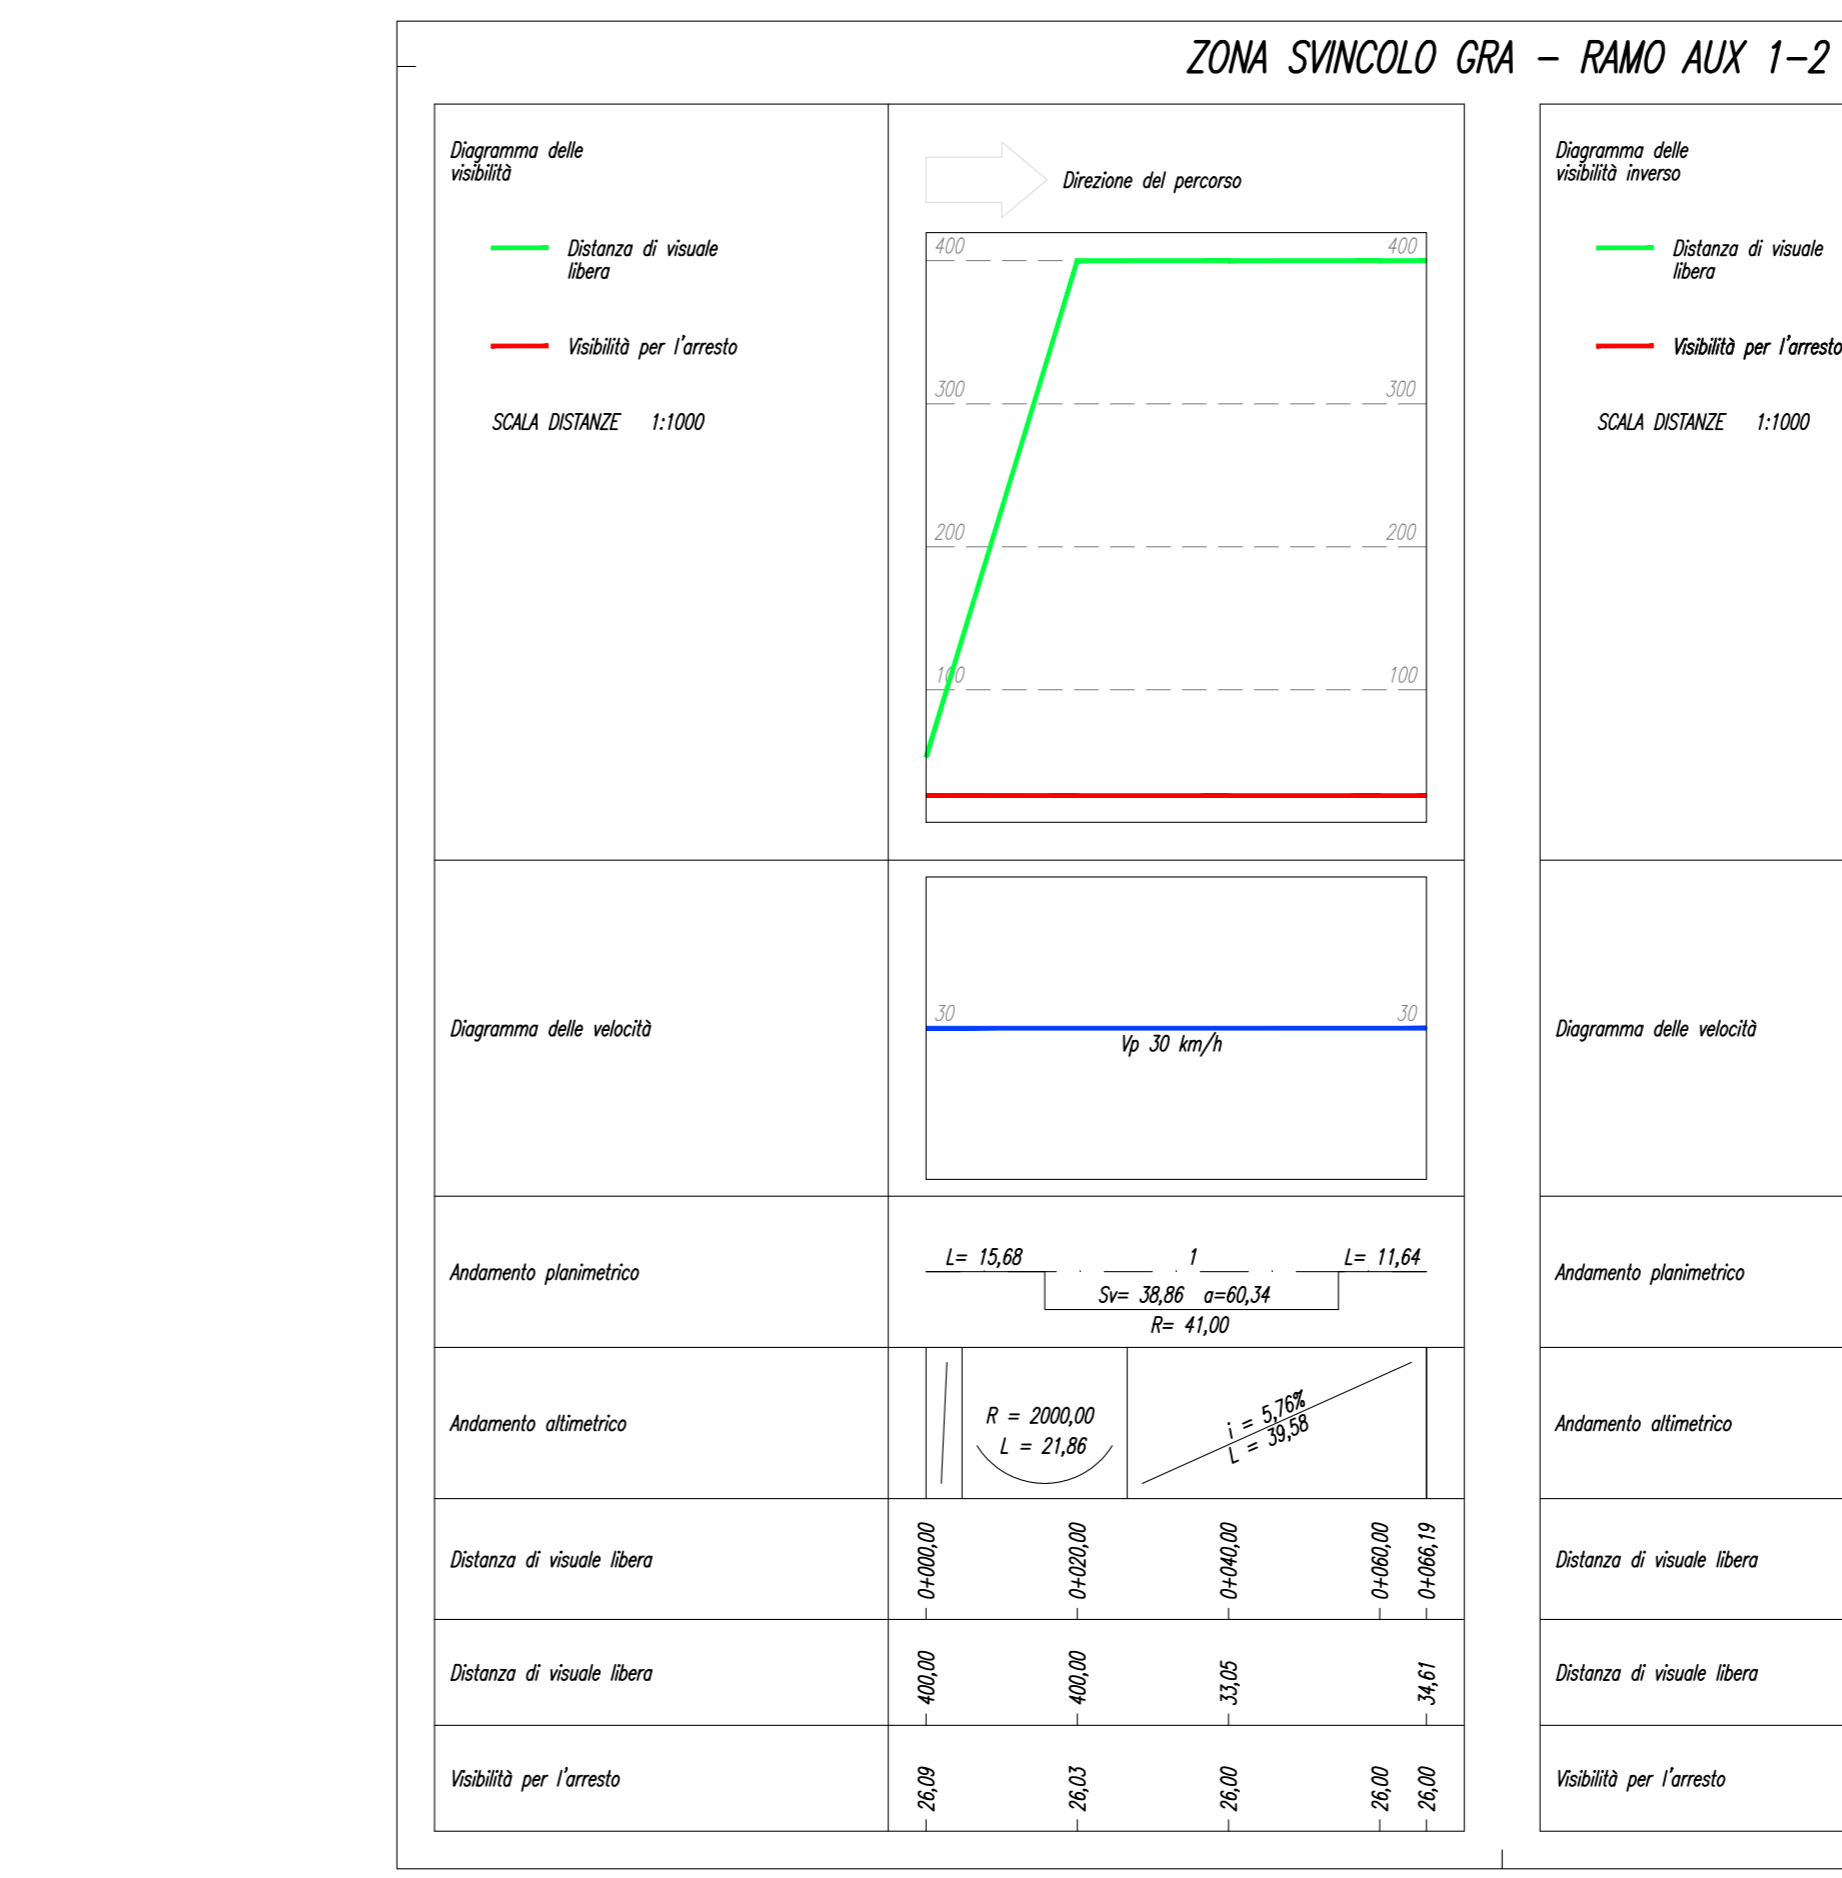 ZONA SVINCOLO GRA – RAMO AUX 1–2
Diagramma delle
visibilità
Distanza di visuale
libera
Visibilità per l'arresto
SCALA DISTANZE 1:1000
Direzione del percorso
400 400
300 300
200 200
100 100
Diagramma delle velocità
30 30
Vp 30 km/h
Andamento planimetrico
L= 15,68 1 L= 11,64
Sv= 38,86 a=60,34
R= 41,00
Andamento altimetrico
R = 2000,00
L = 21,86
i = 5,76%
L = 39,58
Distanza di visuale libera
0+000,00 0+020,00 0+040,00 0+060,00 0+066,19
Distanza di visuale libera
400,00 400,00 33,05 34,61
Visibilità per l'arresto
26,09 26,03 26,00 26,00 26,00
Diagramma delle
visibilità inverso
Distanza di visuale
libera
Visibilità per l'arresto
SCALA DISTANZE 1:1000
Diagramma delle velocità
Andamento planimetrico
Andamento altimetrico
Distanza di visuale libera
Distanza di visuale libera
Visibilità per l'arresto